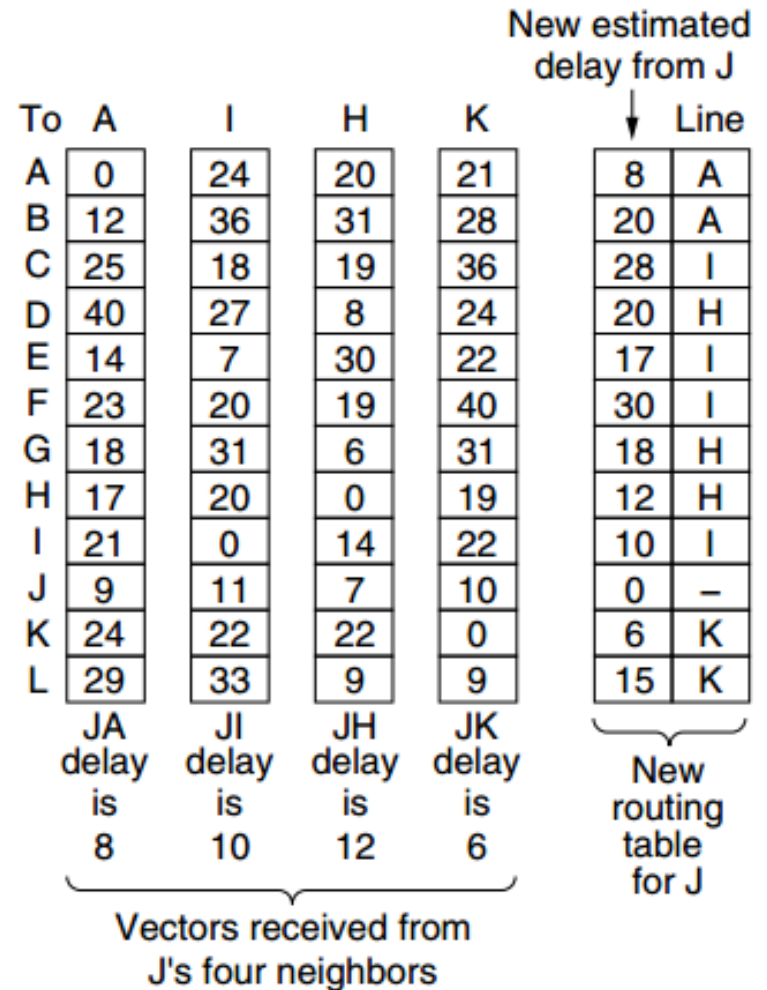 New estimated
delay from J
To A I H K Line
A 0 24 20 21 8 A
B 12 36 31 28 20 A
C 25 18 19 36 28 I
D 40 27 8 24 20 H
E 14 7 30 22 17 I
F 23 20 19 40 30 I
G 18 31 6 31 18 H
H 17 20 0 19 12 H
I 21 0 14 22 10 I
J 9 11 7 10 0 –
K 24 22 22 0 6 K
L 29 33 9 9 15 K
JA JI JH JK
delay delay delay delay
is is is is
8 10 12 6
New
routing
table
for J
Vectors received from
J's four neighbors